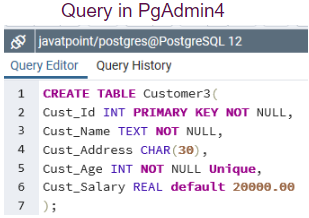 Query in PgAdmin4
javatpoint/postgres@PostgreSQL 12
Query Editor Query History
1 CREATE TABLE Customer3(
2 Cust_Id INT PRIMARY KEY NOT NULL,
3 Cust_Name TEXT NOT NULL,
4 Cust_Address CHAR(30),
5 Cust_Age INT NOT NULL Unique,
6 Cust_Salary REAL default 20000.00
7 );